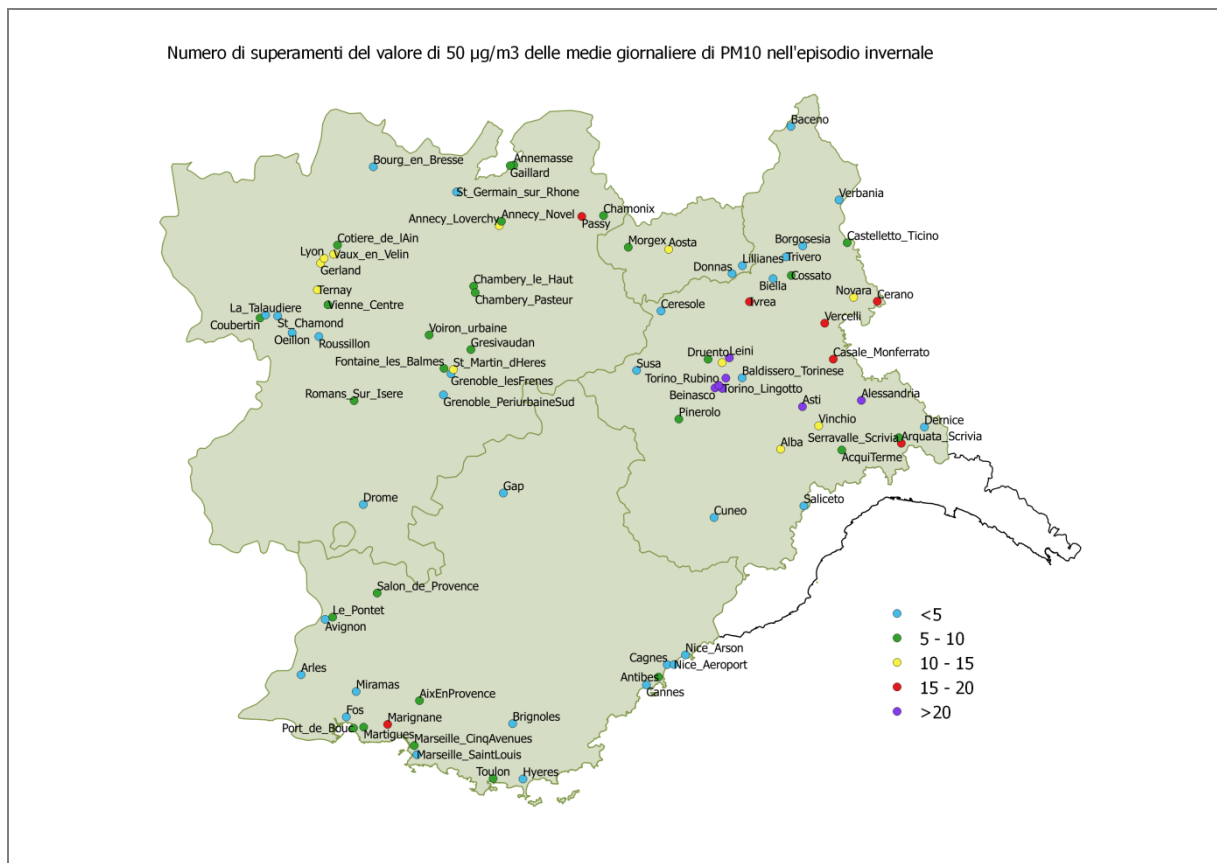 Numero di superamenti del valore di 50 µg/m3 delle medie giornaliere di PM10 nell'episodio invernale
Baceno
Bourg_en_Bresse
Annemasse
Gaillard
St_Germain_sur_Rhone
Verbania
Annecy_Loverchy
Annecy_Novel
Passy
Chamonix
Cotiere_de_lAin
Morgex
Aosta
Borgosesia
Castelletto_Ticino
Lyon
Vaux_en_Velin
Gerland
Lillianes
Trivero
Donnas
Biella
Cossato
Chambery_le_Haut
Chambery_Pasteur
Ternay
Vienne_Centre
Novara
Cerano
Ivrea
Ceresole
La_Talaudiere
Coubertin
St_Chamond
Oeillon
Roussillon
Vercelli
Voiron_urbaine
Gresivaudan
Druento
Leini
Casale_Monferrato
Fontaine_les_Balmes
St_Martin_dHeres
Grenoble_lesFrenes
Susa
Torino_Rubino
Baldissero_Torinese
Beinasco
Torino_Lingotto
Romans_Sur_Isere
Grenoble_PeriurbaineSud
Asti
Alessandria
Pinerolo
Vinchio
Dernice
Serravalle_Scrivia
Arquata_Scrivia
Alba
AcquiTerme
Gap
Drome
Cuneo
Saliceto
Salon_de_Provence
Le_Pontet
Avignon
<5
5 - 10
10 - 15
15 - 20
>20
Nice_Arson
Cagnes
Nice_Aeroport
Antibes
Cannes
Arles
Miramas
AixEnProvence
Fos
Port_de_Bouc
Martigues
Marignane
Brignoles
Marseille_CinqAvenues
Marseille_SaintLouis
Toulon
Hyeres